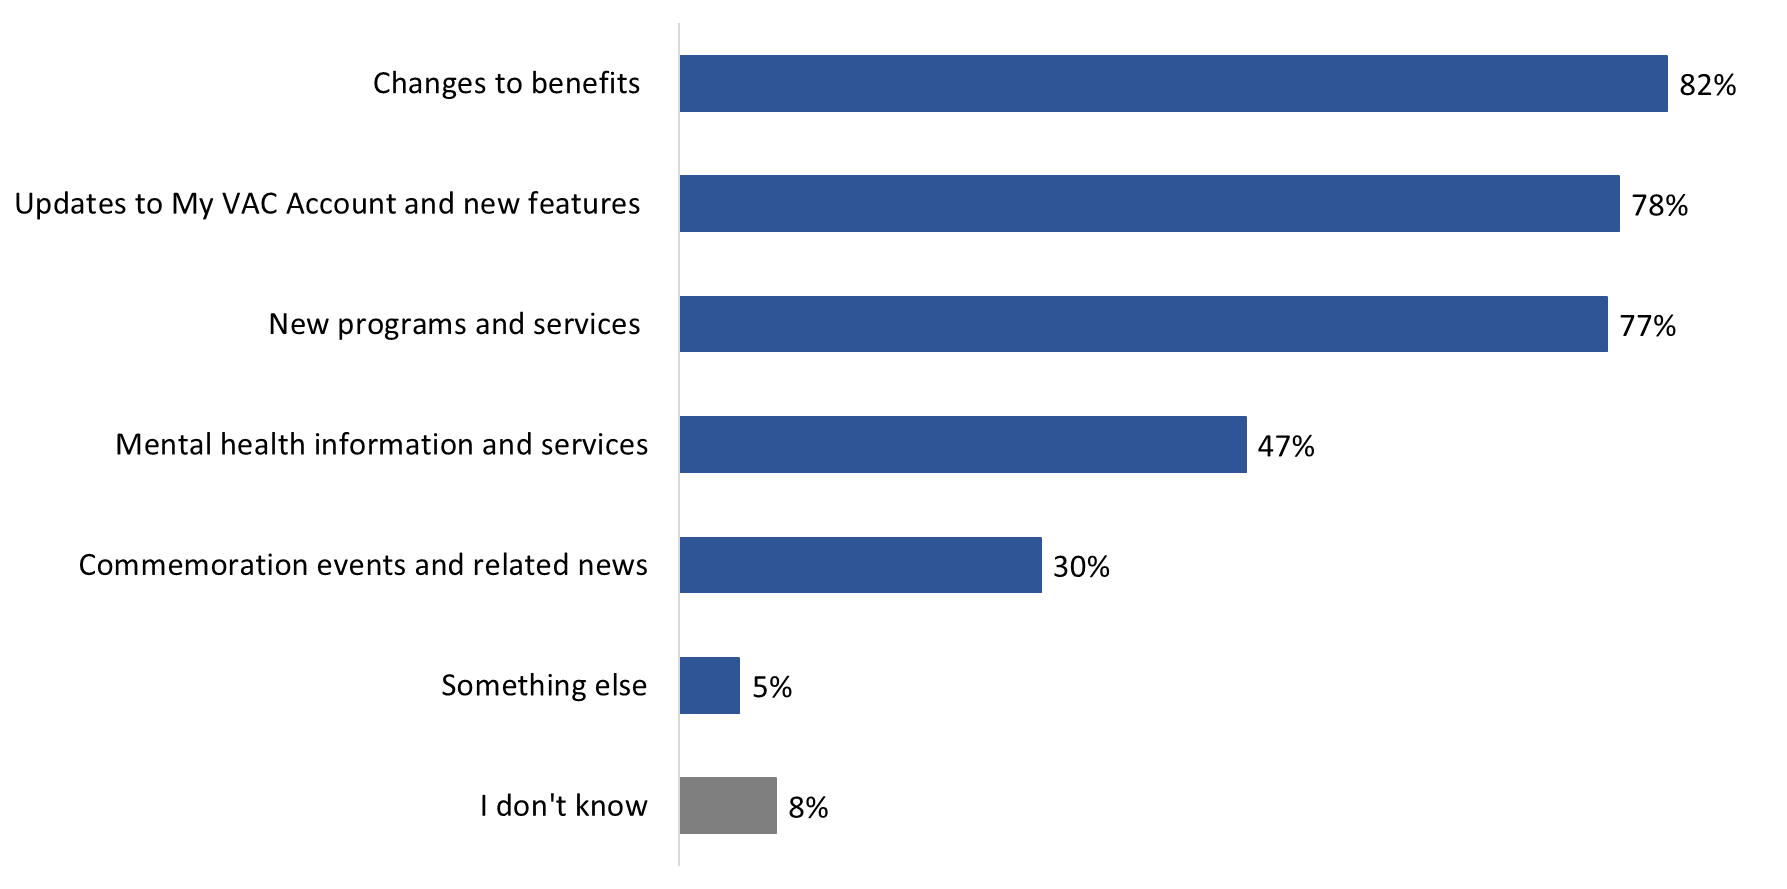 Changes to benefits 82%
Updates to My VAC Account and new features 78%
New programs and services 77%
Mental health information and services 47%
Commemoration events and related news 30%
Something else 5%
I don't know 8%